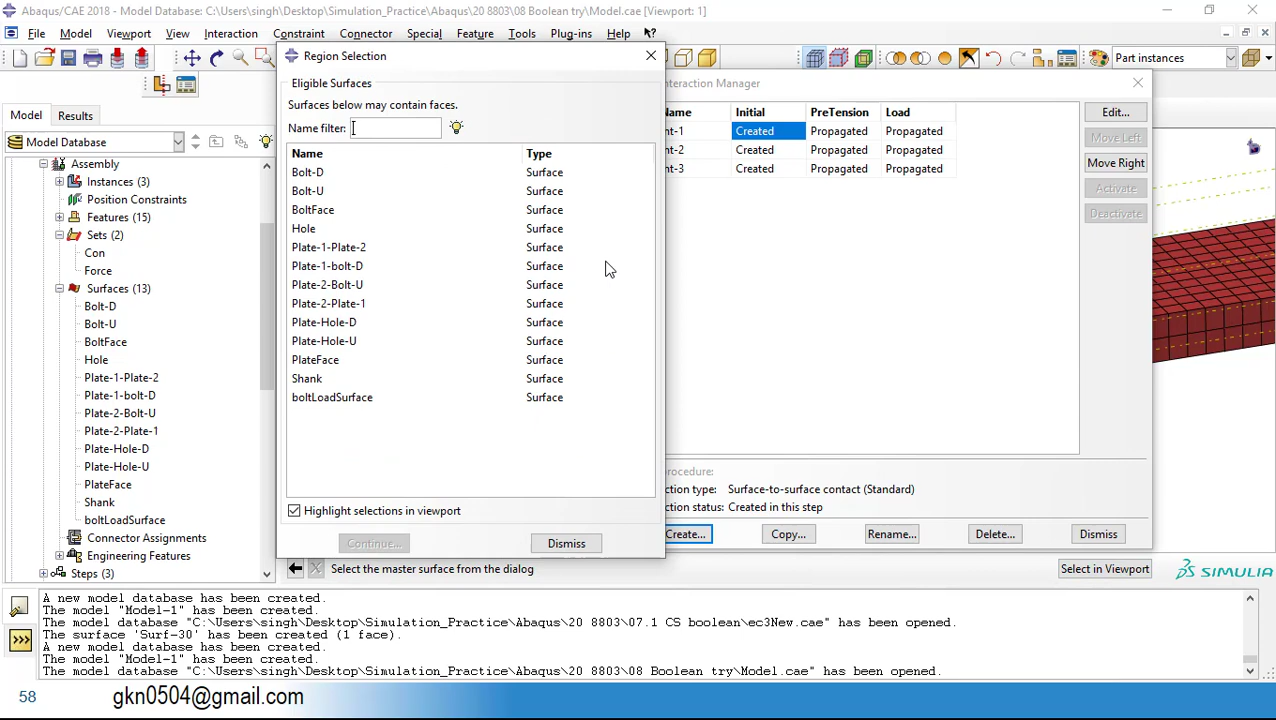 Abaqus/CAE 2018 - Model Database: C:\Users\singh\Desktop\Simulation_Practice\Abaqus\20 8803\08 Boolean try\Model.cae [Viewport: 1]
File Model Viewport View Interaction Constraint Connector Special Feature Tools Plug-ins Help
Part instances
Model Results
Model Database
Assembly
Instances (3)
Position Constraints
Features (15)
Sets (2)
Con
Force
Surfaces (13)
Bolt-D
Bolt-U
BoltFace
Hole
Plate-1-Plate-2
Plate-1-bolt-D
Plate-2-Bolt-U
Plate-2-Plate-1
Plate-Hole-D
Plate-Hole-U
PlateFace
Shank
boltLoadSurface
Connector Assignments
Engineering Features
Steps (3)
Region Selection
Eligible Surfaces
Surfaces below may contain faces.
Name filter:
Name Type
Bolt-D Surface
Bolt-U Surface
BoltFace Surface
Hole Surface
Plate-1-Plate-2 Surface
Plate-1-bolt-D Surface
Plate-2-Bolt-U Surface
Plate-2-Plate-1 Surface
Plate-Hole-D Surface
Plate-Hole-U Surface
PlateFace Surface
Shank Surface
boltLoadSurface Surface
Highlight selections in viewport
Continue... Dismiss
nteraction Manager
Name Initial PreTension Load
nt-1 Created Propagated Propagated
nt-2 Created Propagated Propagated
nt-3 Created Propagated Propagated
Edit...
Move Left
Move Right
Activate
Deactivate
procedure:
ction type: Surface-to-surface contact (Standard)
ction status: Created in this step
Create... Copy... Rename... Delete... Dismiss
Select the master surface from the dialog
Select in Viewport
SIMULIA
A new model database has been created.
The model "Model-1" has been created.
The model database "C:\Users\singh\Desktop\Simulation_Practice\Abaqus\20 8803\07.1 CS boolean\ec3New.cae" has been opened.
The surface 'Surf-30' has been created (1 face).
A new model database has been created.
The model "Model-1" has been created.
The model database "C:\Users\singh\Desktop\Simulation_Practice\Abaqus\20 8803\08 Boolean try\Model.cae" has been opened.
58 gkn0504@gmail.com